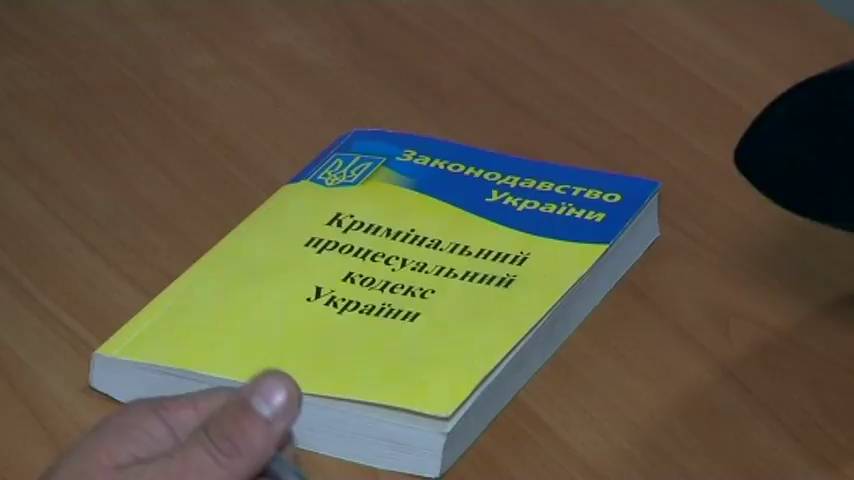 Законодавство
України
Кримінальний
процесуальний
кодекс
України